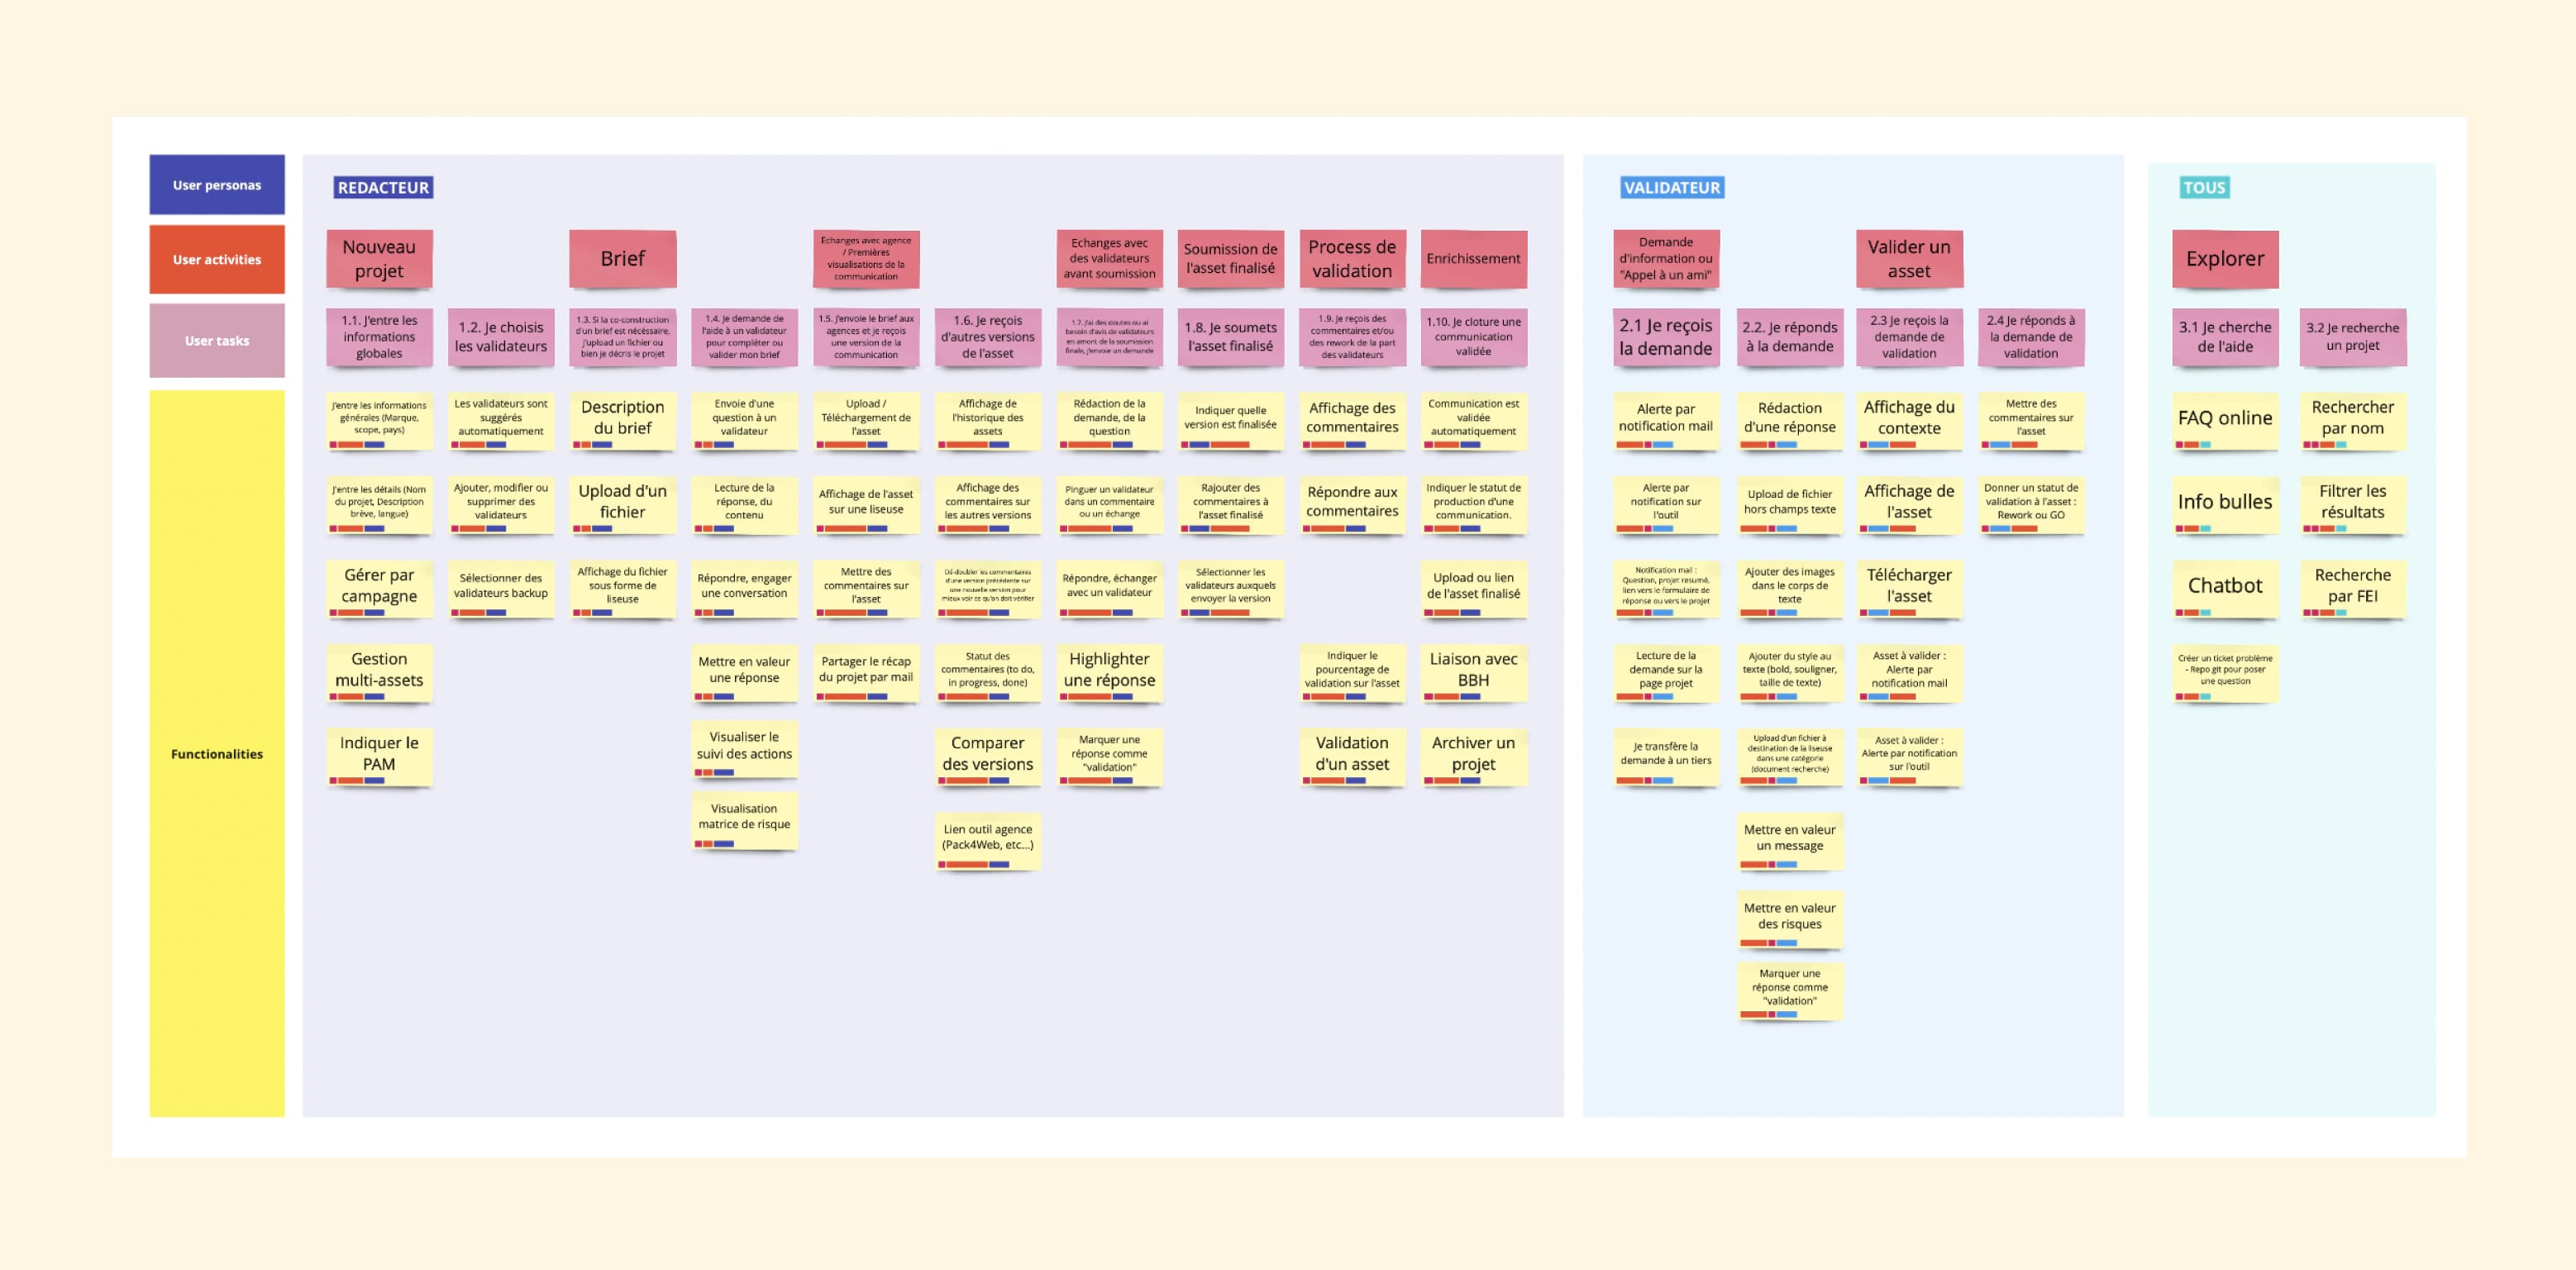 User personas
REDACTEUR
VALIDATEUR
TOUS
User activities
Nouveau
projet
Brief
Echanges avec agence
/ Premières
visualisations de la
communication
Echanges avec
des validateurs
avant soumission
Soumission de
l'asset finalisé
Process de
validation
Enrichissement
Demande
d'information ou
"Appel à un ami"
Valider un
asset
Explorer
User tasks
1.1. J'entre les
informations
globales
1.2. Je choisis
les validateurs
1.3. Si la co-construction
d'un brief est nécéssaire,
j'upload un fichier ou
bien je décris le projet
1.4. Je demande de
l'aide à un validateur
pour compléter ou
valider mon brief
1.5. J'envoie le brief aux
agences et je reçois
une version de la
communication
1.6. Je reçois
d'autres versions
de l'asset
1.7. J'ai des doutes ou ai
besoin d'avis de validateurs
en amont de la soumission
finale, j'envoie un demande
1.8. Je soumets
l'asset finalisé
1.9. Je reçois des
commentaires et/ou
des rework de la part
des validateurs
1.10. Je cloture une
communication
validée
2.1 Je reçois
la demande
2.2. Je réponds
à la demande
2.3 Je reçois la
demande de
validation
2.4 Je réponds à
la demande de
validation
3.1 Je cherche
de l'aide
3.2 Je recherche
un projet
Functionalities
J'entre les informations
générales (Marque,
scope, pays)
Les validateurs sont
suggérés
automatiquement
Description
du brief
Envoie d'une
question à un
validateur
Upload /
Téléchargement de
l'asset
Affichage de
l'historique des
assets
Rédaction de la
demande, de la
question
Indiquer quelle
version est finalisée
Affichage des
commentaires
Communication est
validée
automatiquement
Alerte par
notification mail
Rédaction
d'une réponse
Affichage du
contexte
Mettre des
commentaires sur
l'asset
FAQ online
Rechercher
par nom
J'entre les détails (Nom
du projet, Description
brève, langue)
Ajouter, modifier ou
supprimer des
validateurs
Upload d'un
fichier
Lecture de la
réponse, du
contenu
Affichage de l'asset
sur une liseuse
Affichage des
commentaires sur
les autres versions
Pinguer un validateur
dans un commentaire
ou un échange
Rajouter des
commentaires à
l'asset finalisé
Répondre aux
commentaires
Indiquer le statut de
production d'une
communication.
Alerte par
notification sur
l'outil
Upload de fichier
hors champs texte
Affichage de
l'asset
Donner un statut de
validation à l'asset :
Rework ou GO
Info bulles
Filtrer les
résultats
Gérer par
campagne
Sélectionner des
validateurs backup
Affichage du fichier
sous forme de
liseuse
Répondre, engager
une conversation
Mettre des
commentaires sur
l'asset
Dé-doubler les commentaires
d'une version précédente sur
une nouvelle version pour
mieux voir ce qu'on doit vérifier
Répondre, échanger
avec un validateur
Sélectionner les
validateurs auxquels
envoyer la version
Upload ou lien
de l'asset finalisé
Notification mail :
Question, projet resumé,
lien vers le formulaire de
réponse ou vers le projet
Ajouter des images
dans le corps de
texte
Télécharger
l'asset
Chatbot
Recherche
par FEI
Gestion
multi-assets
Mettre en valeur
une réponse
Partager le récap
du projet par mail
Statut des
commentaires (to do,
in progress, done)
Highlighter
une réponse
Indiquer le
pourcentage de
validation sur l'asset
Liaison avec
BBH
Lecture de la
demande sur la
page projet
Ajouter du style au
texte (bold, souligner,
taille de texte)
Asset à valider :
Alerte par
notification mail
Créer un ticket problème
- Repo git pour poser
une question
Indiquer le
PAM
Visualiser le
suivi des actions
Comparer
des versions
Marquer une
réponse comme
"validation"
Validation
d'un asset
Archiver un
projet
Je transfère la
demande à un tiers
Upload d'un fichier à
destination de la liseuse
dans une catégorie
(document recherche)
Asset à valider :
Alerte par notification
sur l'outil
Visualisation
matrice de risque
Lien outil agence
(Pack4Web, etc...)
Mettre en valeur
un message
Mettre en valeur
des risques
Marquer une
réponse comme
"validation"